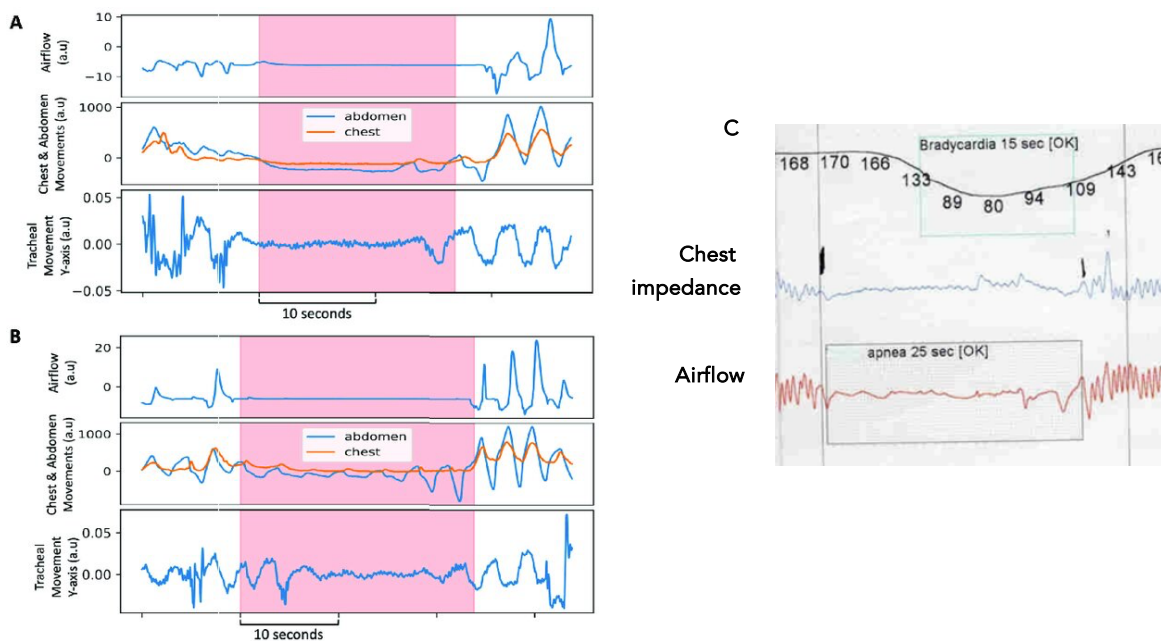 A
Airflow
(a.u)
10
0
−10
Chest & Abdomen
Movements (a.u)
1000
0
abdomen
chest
Tracheal
Movement
Y-axis (a.u)
0.05
0.00
−0.05
10 seconds
B
Airflow
(a.u)
20
0
Chest & Abdomen
Movements (a.u)
1000
0
abdomen
chest
Tracheal
Movement
Y-axis (a.u)
0.05
0.00
10 seconds
C
Bradycardia 15 sec [OK]
168 170 166 133 89 80 94 109 143 16
Chest
impedance
apnea 25 sec [OK]
Airflow